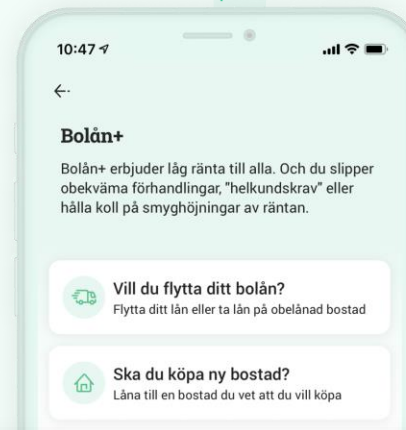 10:47
Bolån+
Bolån+ erbjuder låg ränta till alla. Och du slipper
obekväma förhandlingar, "helkundskrav" eller
hålla koll på smyghöjningar av räntan.
Vill du flytta ditt bolån?
Flytta ditt lån eller ta lån på obelånad bostad
Ska du köpa ny bostad?
Låna till en bostad du vet att du vill köpa